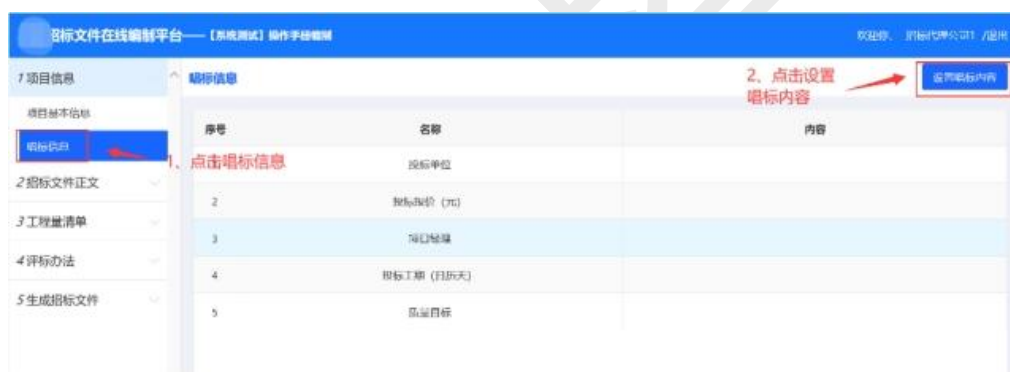 招标文件在线编制平台——【系统测试】操作手册编制
欢迎你、招标代理公司1 /退出
1 项目信息
唱标信息
2、点击设置
唱标内容
设置唱标内容
项目基本信息
序号 名称 内容
唱标信息
1、点击唱标信息
投标单位
2招标文件正文
2 投标报价（元）
3工程量清单
3 项目经理
4评标办法
4 投标工期（日历天）
5生成招标文件
5 质量目标